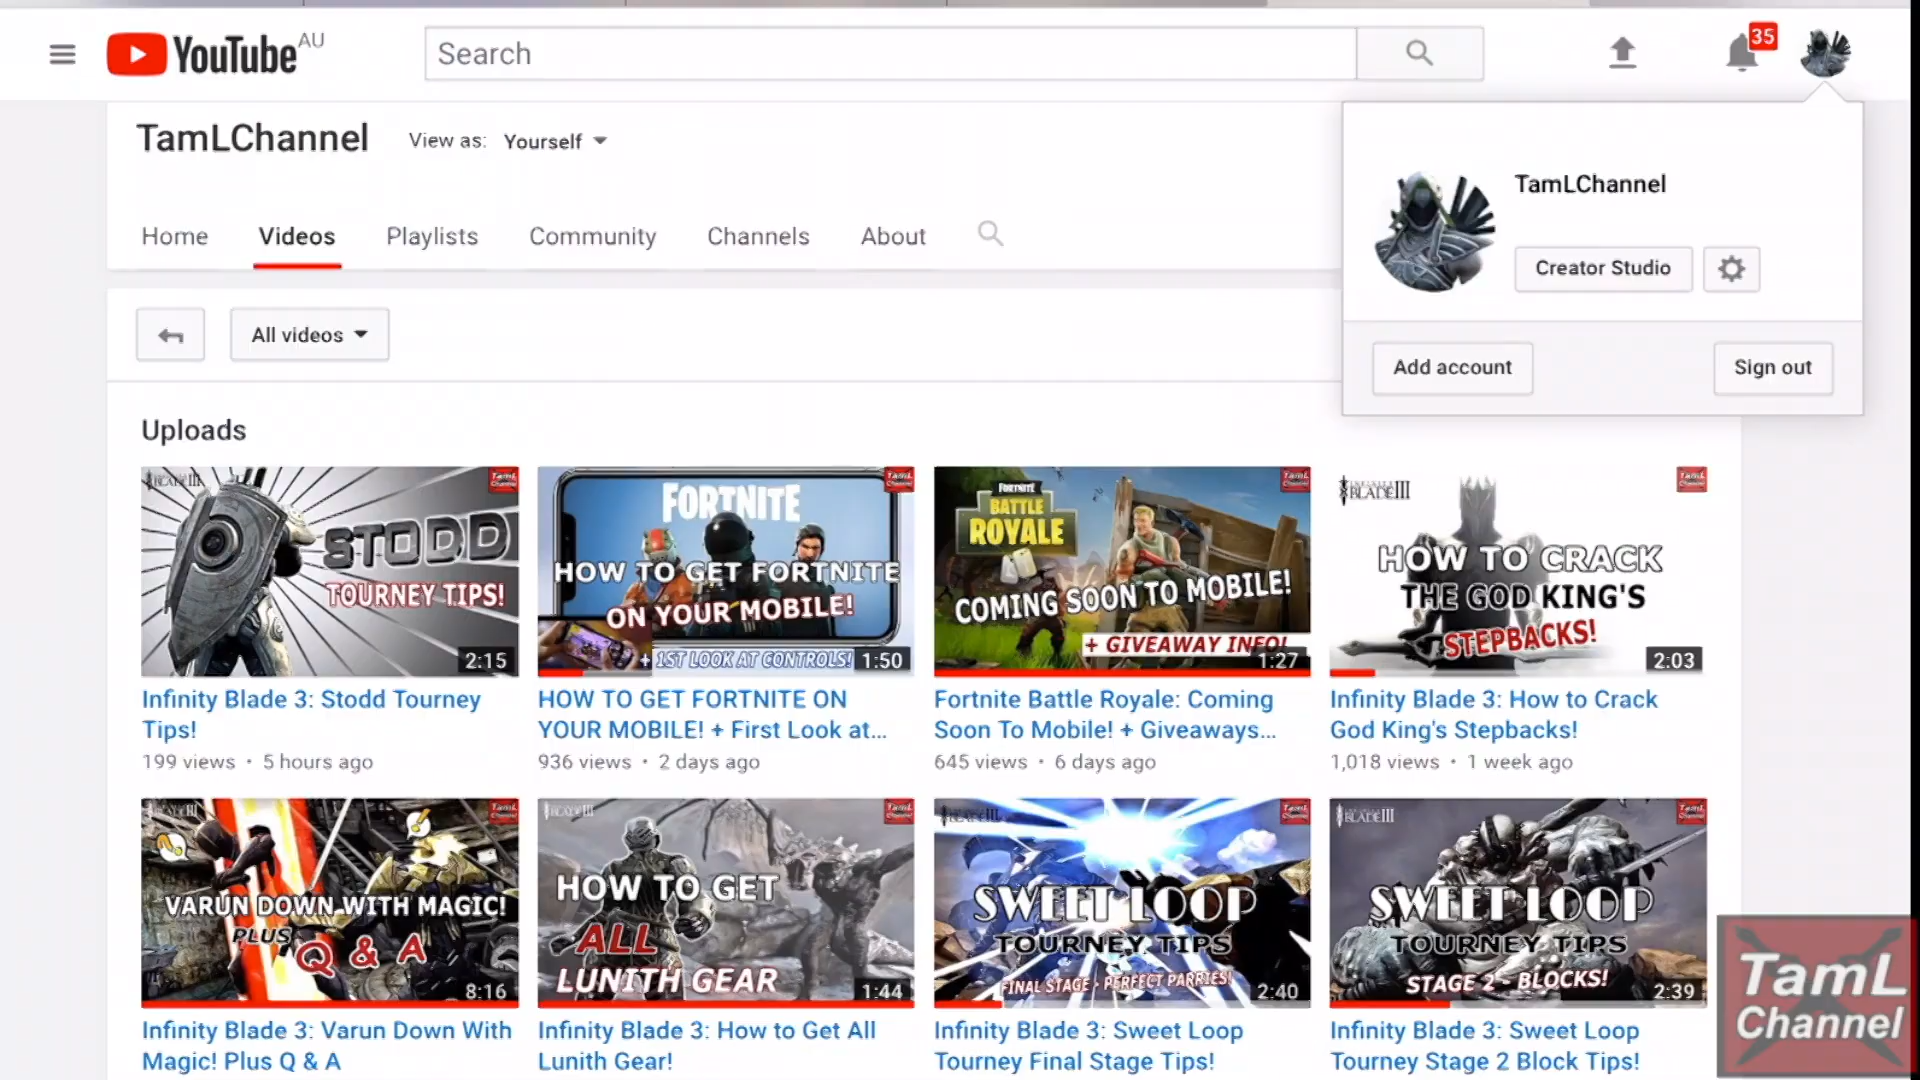 YouTube AU
Search
35
TamLChannel
View as: Yourself
TamLChannel
Creator Studio
Home
Videos
Playlists
Community
Channels
About
All videos
Add account
Sign out
Uploads
STODD
TOURNEY TIPS!
2:15
FORTNITE
HOW TO GET FORTNITE
ON YOUR MOBILE!
+ 1ST LOOK AT CONTROLS!
1:50
FORTNITE
BATTLE
ROYALE
COMING SOON TO MOBILE!
+ GIVEAWAY INFO!
1:27
BLADE III
HOW TO CRACK
THE GOD KING'S
STEPBACKS!
2:03
Infinity Blade 3: Stodd Tourney
Tips!
199 views • 5 hours ago
HOW TO GET FORTNITE ON
YOUR MOBILE! + First Look at...
936 views • 2 days ago
Fortnite Battle Royale: Coming
Soon To Mobile! + Giveaways...
645 views • 6 days ago
Infinity Blade 3: How to Crack
God King's Stepbacks!
1,018 views • 1 week ago
VARUN DOWN WITH MAGIC!
PLUS
Q & A
8:16
HOW TO GET
ALL
LUNITH GEAR
1:44
SWEET LOOP
TOURNEY TIPS
FINAL STAGE - PERFECT PARRIES!
2:40
BLADE III
SWEET LOOP
TOURNEY TIPS
STAGE 2 - BLOCKS!
2:39
Infinity Blade 3: Varun Down With
Magic! Plus Q & A
Infinity Blade 3: How to Get All
Lunith Gear!
Infinity Blade 3: Sweet Loop
Tourney Final Stage Tips!
Infinity Blade 3: Sweet Loop
Tourney Stage 2 Block Tips!
TamL
Channel